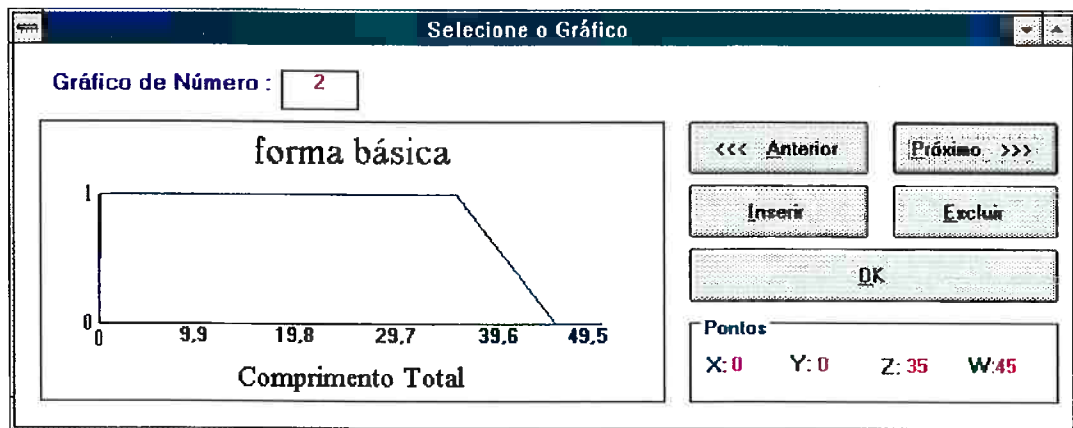 Selecione o Gráfico
Gráfico de Número : 2
forma básica
1
0
0 9,9 19,8 29,7 39,6 49,5
Comprimento Total
<<< Anterior
Próximo >>>
Inserir
Excluir
OK
Pontos
X: 0 Y: 0 Z: 35 W:45